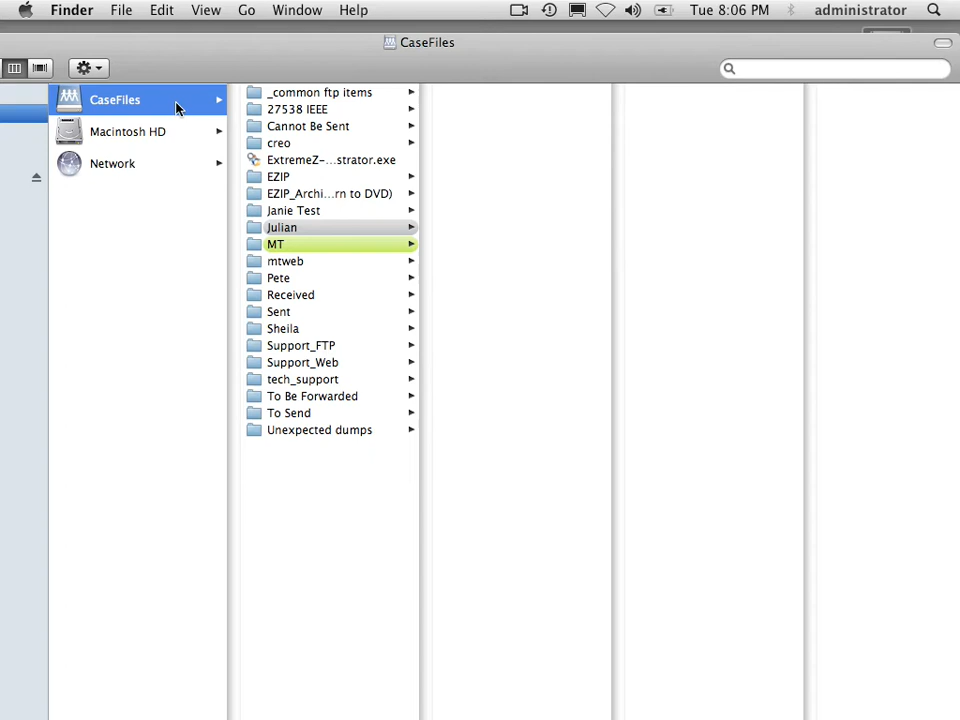 Finder File Edit View Go Window Help Tue 8:06 PM administrator
CaseFiles
CaseFiles
Macintosh HD
Network
_common ftp items
27538 IEEE
Cannot Be Sent
creo
ExtremeZ-...strator.exe
EZIP
EZIP_Archi...rn to DVD)
Janie Test
Julian
MT
mtweb
Pete
Received
Sent
Sheila
Support_FTP
Support_Web
tech_support
To Be Forwarded
To Send
Unexpected dumps